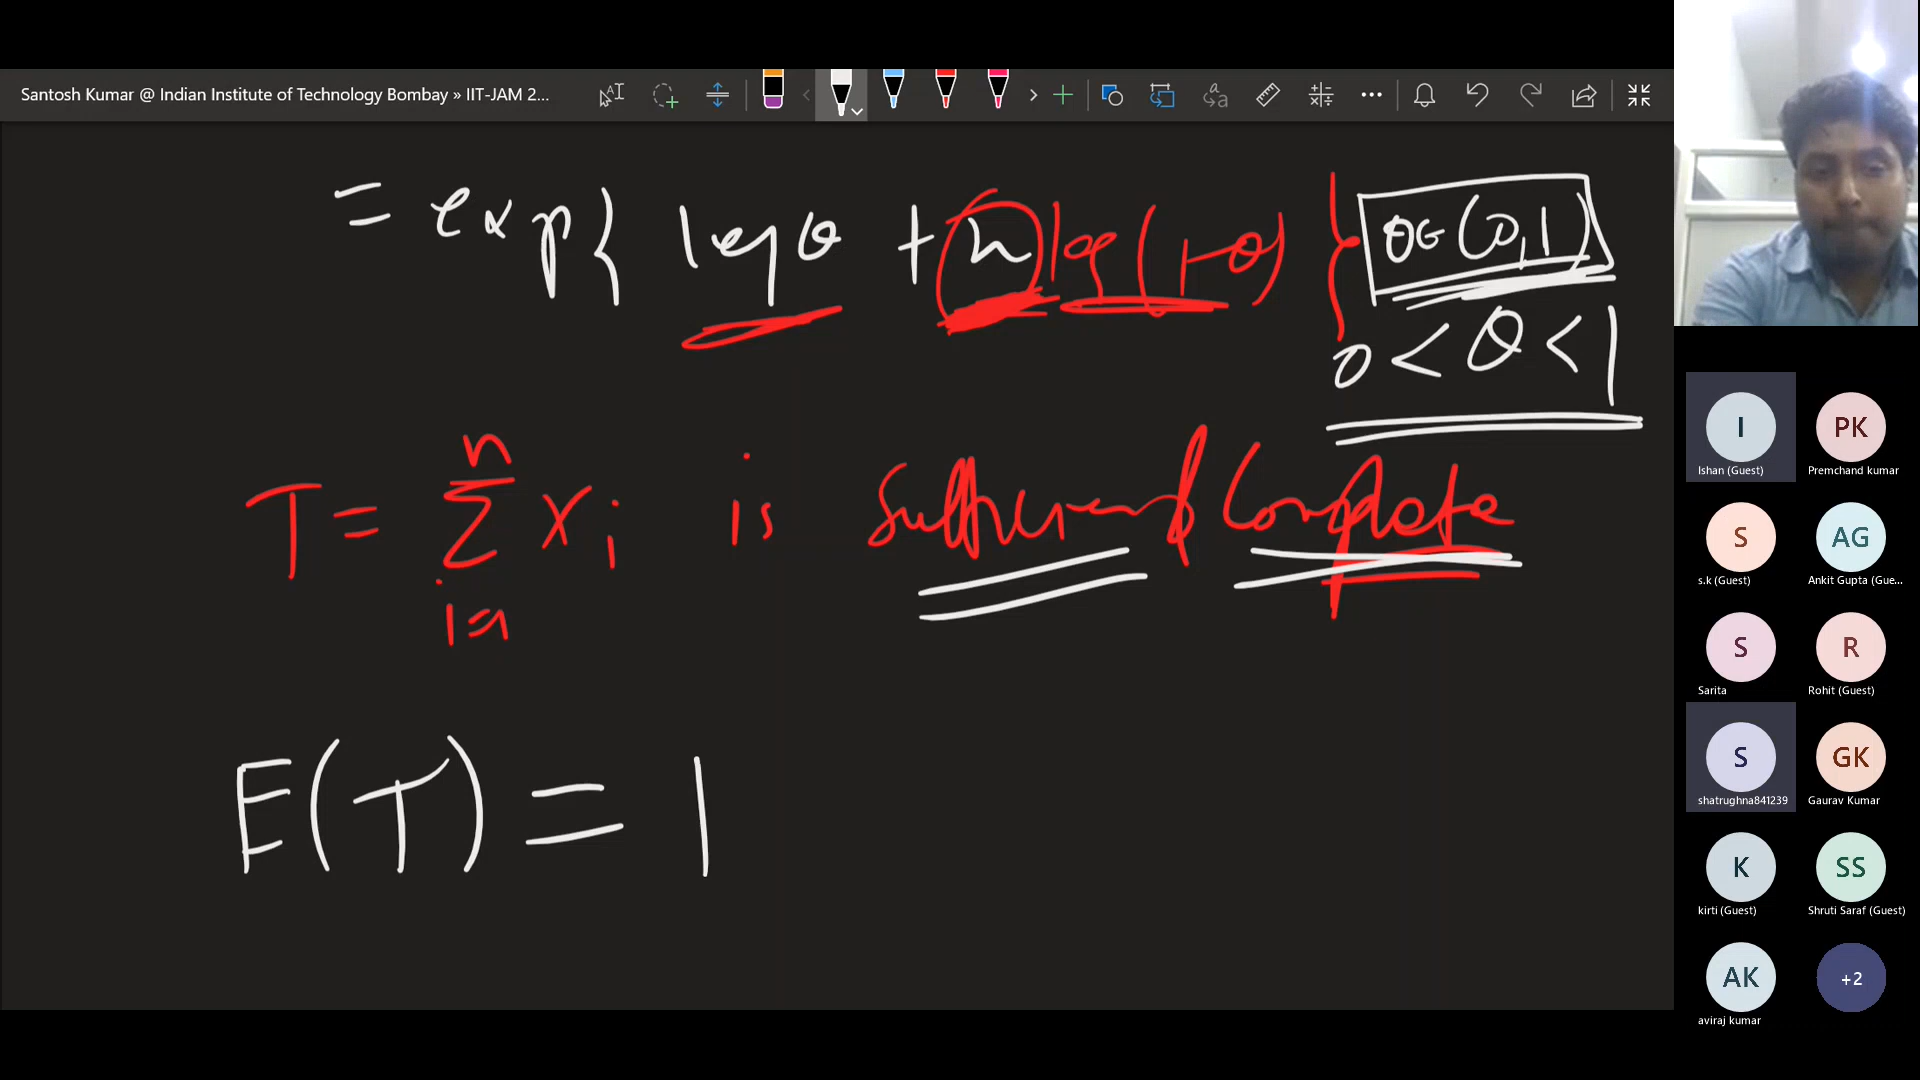 Santosh Kumar @ Indian Institute of Technology Bombay » IIT-JAM 2...
= exp{ log θ + x log(1-θ) } θ∈(0,1)
0 < θ < 1
T = n∑i=1 Xi is Sufficient & Complete
E(T) = 1
I
Ishan (Guest)
PK
Premchand kumar
S
s.k (Guest)
AG
Ankit Gupta (Gue...
S
Sarita
R
Rohit (Guest)
S
shatrughna841239
GK
Gaurav Kumar
K
kirti (Guest)
SS
Shruti Saraf (Guest)
AK
aviraj kumar
+2